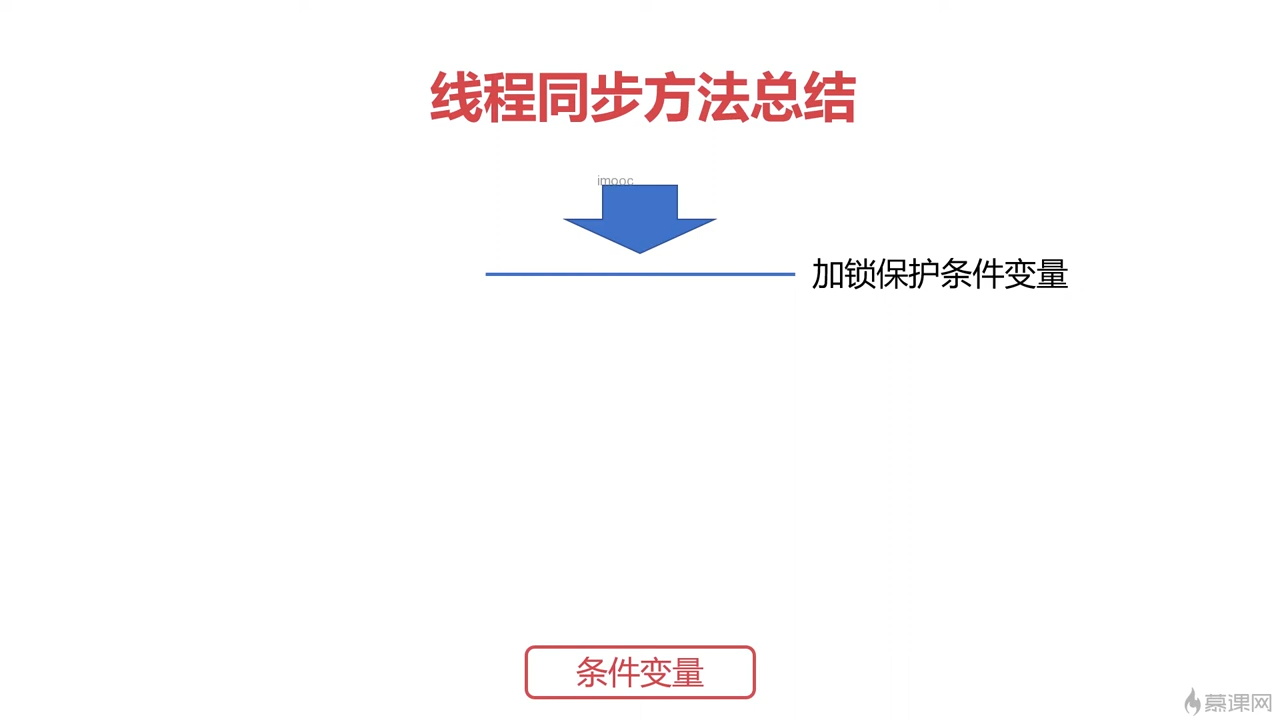 线程同步方法总结
imooc
加锁保护条件变量
条件变量
慕课网